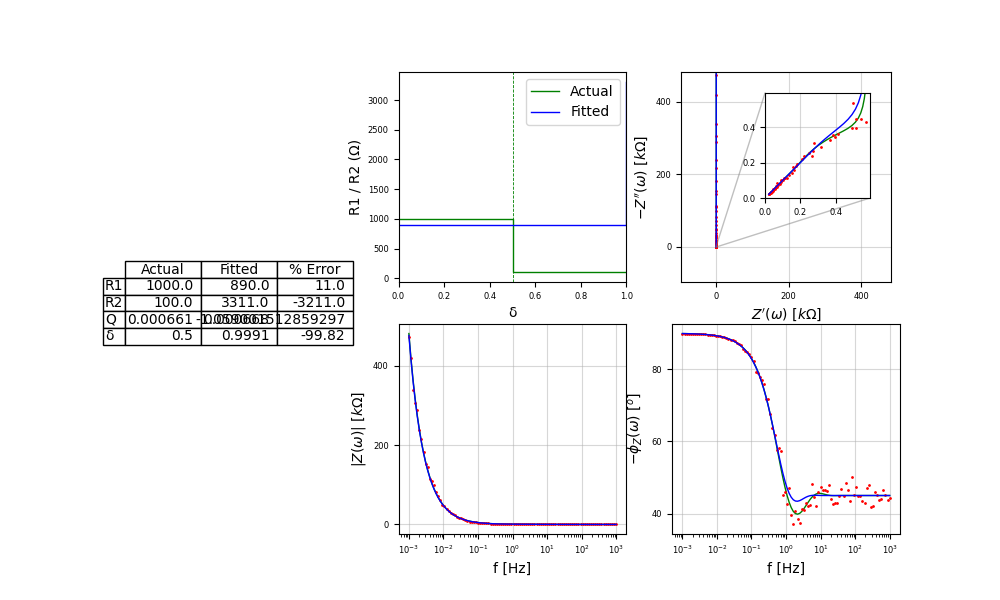 Actual Fitted % Error
R1 1000.0 890.0 11.0
R2 100.0 3311.0 -3211.0
Q 0.000661
δ 0.5 0.9991 -99.82
R1 / R2 (Ω)
3000
2500
2000
1500
1000
500
0
0.0 0.2 0.4 0.6 0.8 1.0
δ
Actual
Fitted
−Z''(ω) [kΩ]
400
200
0
0 200 400
Z'(ω) [kΩ]
0.4
0.2
0.0
0.0 0.2 0.4
|Z(ω)| [kΩ]
400
200
0
10⁻³ 10⁻² 10⁻¹ 10⁰ 10¹ 10² 10³
f [Hz]
−ϕZ(ω) [°]
80
60
40
10⁻³ 10⁻² 10⁻¹ 10⁰ 10¹ 10² 10³
f [Hz]